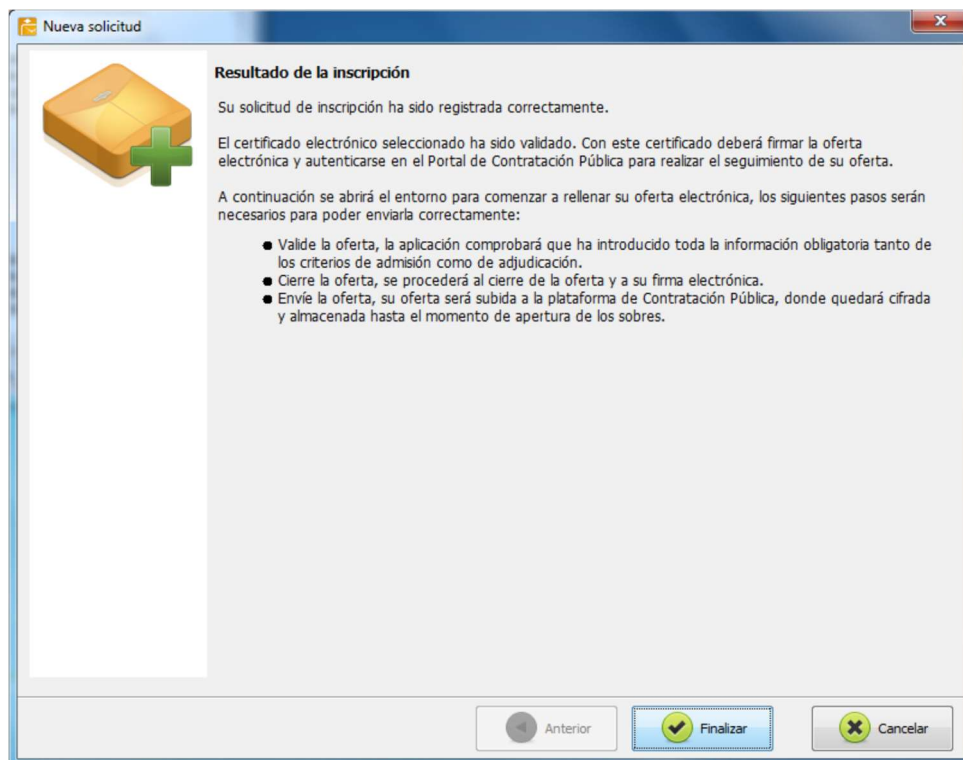 Nueva solicitud
x
Resultado de la inscripción
Su solicitud de inscripción ha sido registrada correctamente.
El certificado electrónico seleccionado ha sido validado. Con este certificado deberá firmar la oferta
electrónica y autenticarse en el Portal de Contratación Pública para realizar el seguimiento de su oferta.
A continuación se abrirá el entorno para comenzar a rellenar su oferta electrónica, los siguientes pasos serán
necesarios para poder enviarla correctamente:
● Valide la oferta, la aplicación comprobará que ha introducido toda la información obligatoria tanto de
los criterios de admisión como de adjudicación.
● Cierre la oferta, se procederá al cierre de la oferta y a su firma electrónica.
● Envíe la oferta, su oferta será subida a la plataforma de Contratación Pública, donde quedará cifrada
y almacenada hasta el momento de apertura de los sobres.
Anterior
Finalizar
Cancelar